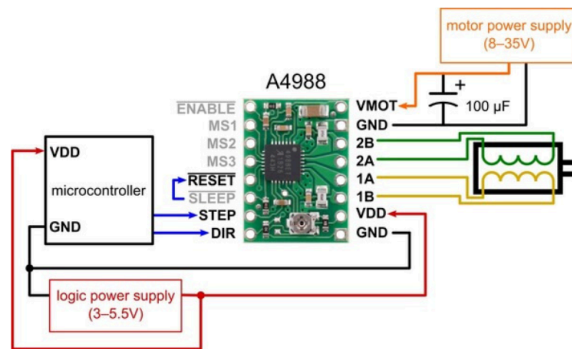 motor power supply
(8–35V)
A4988
ENABLE
MS1
MS2
MS3
RESET
SLEEP
STEP
DIR
VMOT
GND
2B
2A
1A
1B
VDD
GND
+
100 µF
VDD
microcontroller
GND
logic power supply
(3–5.5V)